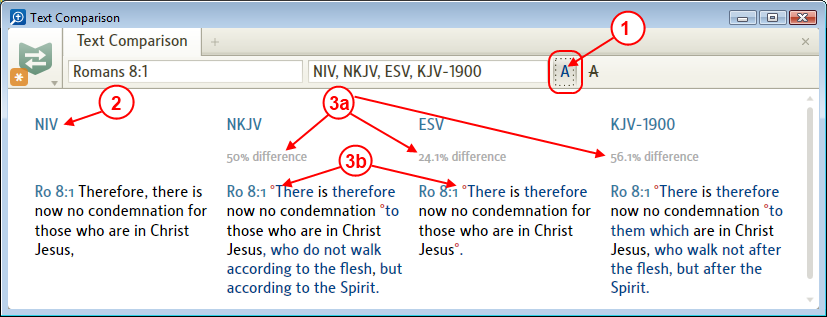 Text Comparison
Text Comparison +
1
Romans 8:1 NIV, NKJV, ESV, KJV-1900 A A
2 3a
NIV NKJV ESV KJV-1900
50% difference 24.1% difference 56.1% difference
3b
Ro 8:1 Therefore, there is
now no condemnation for
those who are in Christ
Jesus,
Ro 8:1 °There is therefore
now no condemnation °to
those who are in Christ
Jesus, who do not walk
according to the flesh, but
according to the Spirit.
Ro 8:1 °There is therefore
now no condemnation for
those who are in Christ
Jesus°.
Ro 8:1 °There is therefore
now no condemnation °to
them which are in Christ
Jesus, who walk not after
the flesh, but after the
Spirit.